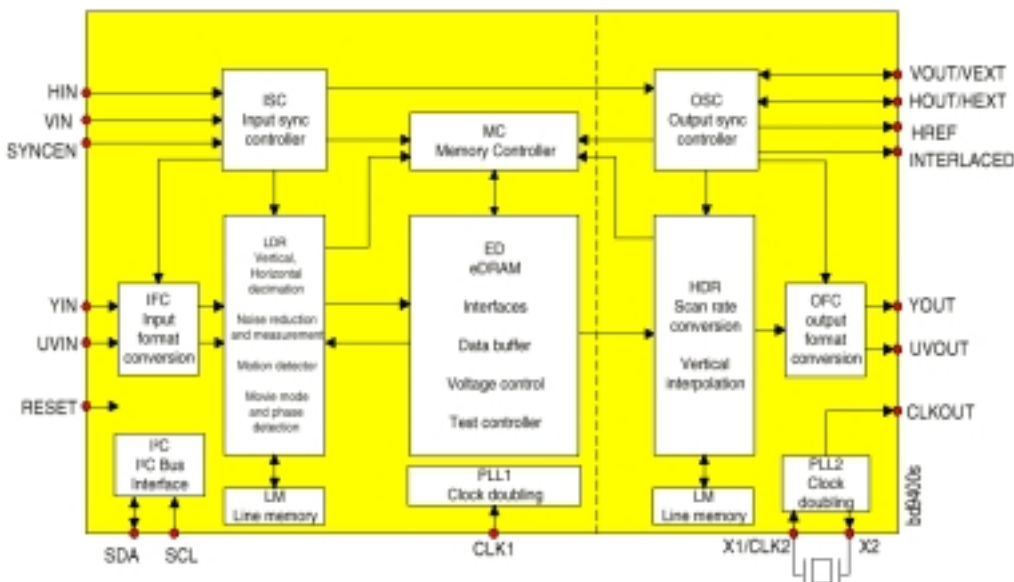 HIN
VIN
SYNCEN
YIN
UVIN
RESET
ISC
Input sync
controller
MC
Memory Controller
OSC
Output sync
controller
VOUT/VEXT
HOUT/HEXT
HREF
INTERLACED
IFC
Input
format
conversion
LDR
Vertical,
Horizontal
decimation
Noise reduction
and measurement
Motion detector
Movie mode
and phase
detection
ED
eDRAM
Interfaces
Data buffer
Voltage control
Test controller
HDR
Scan rate
conversion
Vertical
interpolation
OFC
output
format
conversion
YOUT
UVOUT
CLKOUT
I²C
I²C Bus
Interface
LM
Line memory
PLL1
Clock doubling
LM
Line memory
PLL2
Clock
doubling
bd9400s
SDA
SCL
CLK1
X1/CLK2
X2